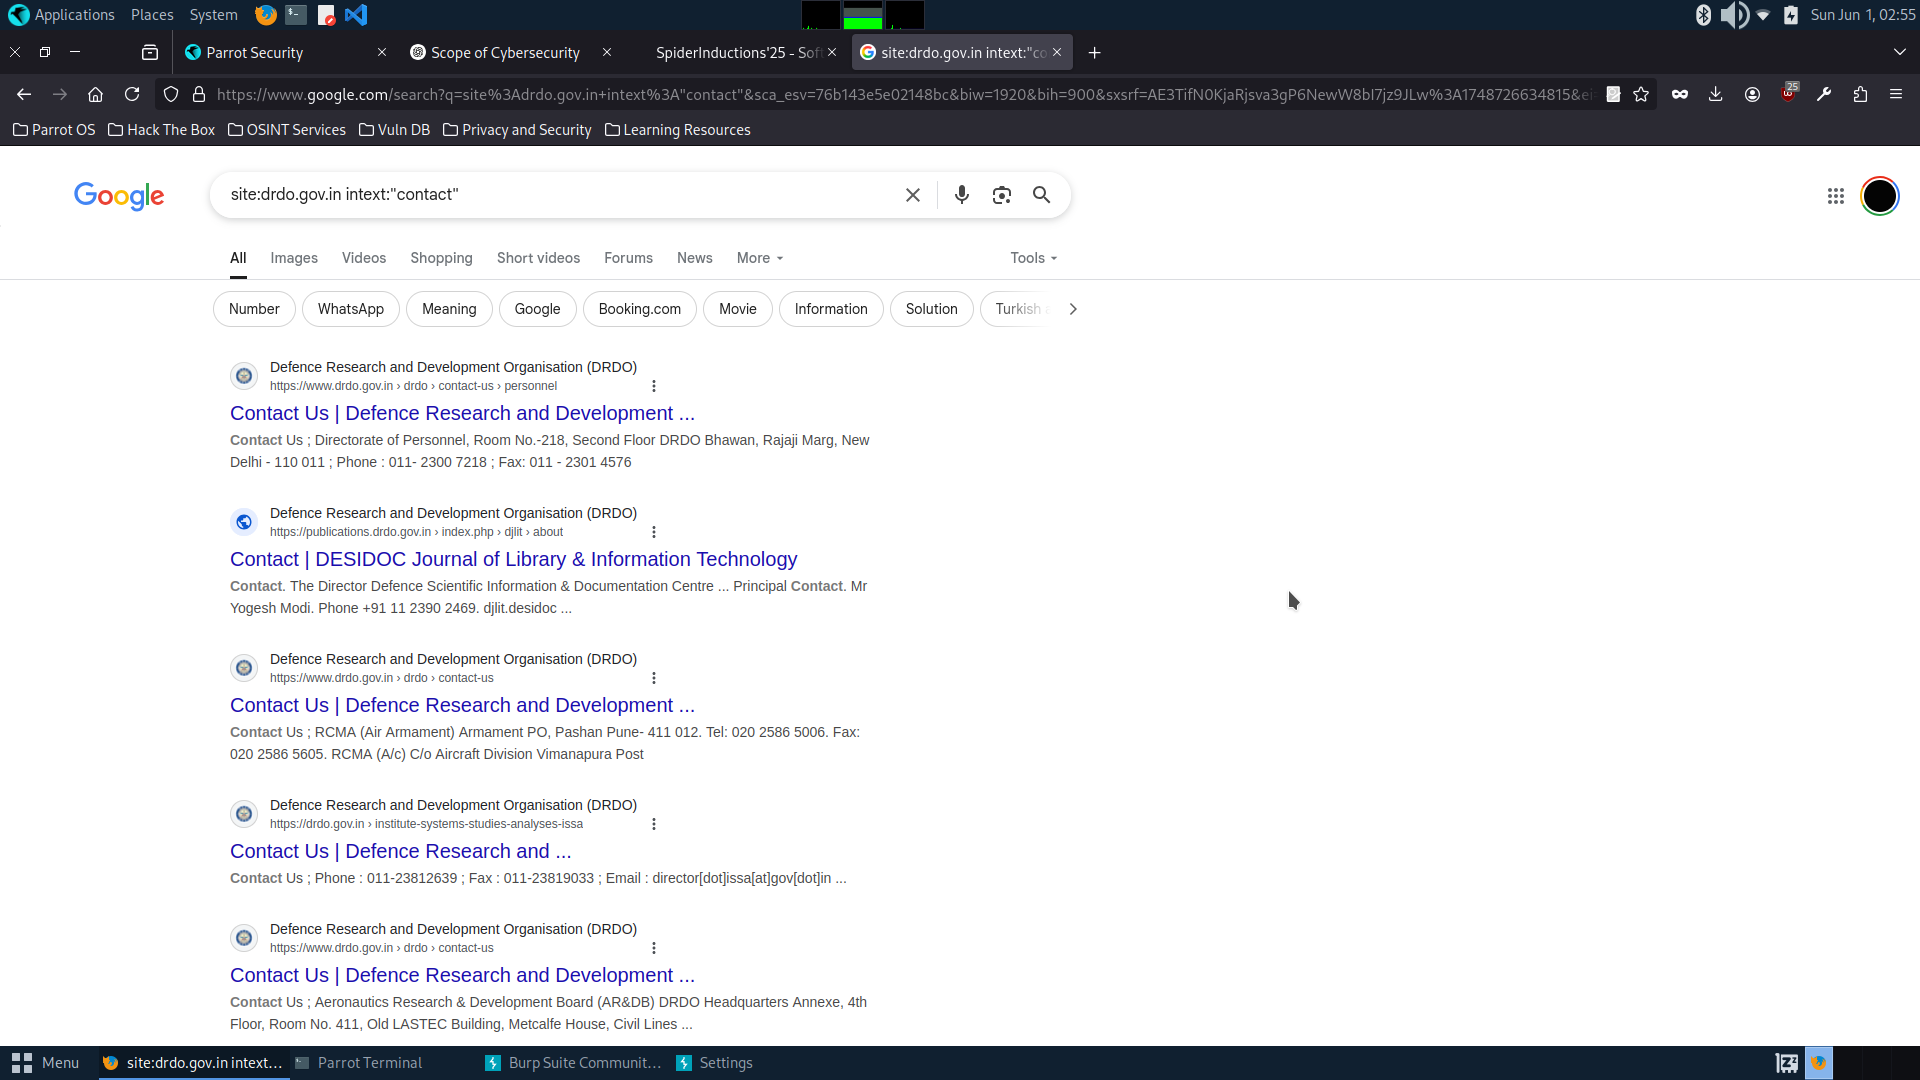 Applications Places System Sun Jun 1, 02:55
Parrot Security Scope of Cybersecurity SpiderInductions'25 - Soft site:drdo.gov.in intext:"co
https://www.google.com/search?q=site%3Adrdo.gov.in+intext%3A"contact"&sca_esv=76b143e5e02148bc&biw=1920&bih=900&sxsrf=AE3TifN0KjaRjsva3gP6NewW8bI7jz9JLw%3A1748726634815&ei 25
Parrot OS Hack The Box OSINT Services Vuln DB Privacy and Security Learning Resources
Google site:drdo.gov.in intext:"contact"
All Images Videos Shopping Short videos Forums News More Tools
Number WhatsApp Meaning Google Booking.com Movie Information Solution Turkish
Defence Research and Development Organisation (DRDO)
https://www.drdo.gov.in › drdo › contact-us › personnel
Contact Us | Defence Research and Development ...
Contact Us ; Directorate of Personnel, Room No.-218, Second Floor DRDO Bhawan, Rajaji Marg, New
Delhi - 110 011 ; Phone : 011- 2300 7218 ; Fax: 011 - 2301 4576
Defence Research and Development Organisation (DRDO)
https://publications.drdo.gov.in › index.php › djlit › about
Contact | DESIDOC Journal of Library & Information Technology
Contact. The Director Defence Scientific Information & Documentation Centre ... Principal Contact. Mr
Yogesh Modi. Phone +91 11 2390 2469. djlit.desidoc ...
Defence Research and Development Organisation (DRDO)
https://www.drdo.gov.in › drdo › contact-us
Contact Us | Defence Research and Development ...
Contact Us ; RCMA (Air Armament) Armament PO, Pashan Pune- 411 012. Tel: 020 2586 5006. Fax:
020 2586 5605. RCMA (A/c) C/o Aircraft Division Vimanapura Post
Defence Research and Development Organisation (DRDO)
https://drdo.gov.in › institute-systems-studies-analyses-issa
Contact Us | Defence Research and ...
Contact Us ; Phone : 011-23812639 ; Fax : 011-23819033 ; Email : director[dot]issa[at]gov[dot]in ...
Defence Research and Development Organisation (DRDO)
https://www.drdo.gov.in › drdo › contact-us
Contact Us | Defence Research and Development ...
Contact Us ; Aeronautics Research & Development Board (AR&DB) DRDO Headquarters Annexe, 4th
Floor, Room No. 411, Old LASTEC Building, Metcalfe House, Civil Lines ...
Menu site:drdo.gov.in intext... Parrot Terminal Burp Suite Communit... Settings